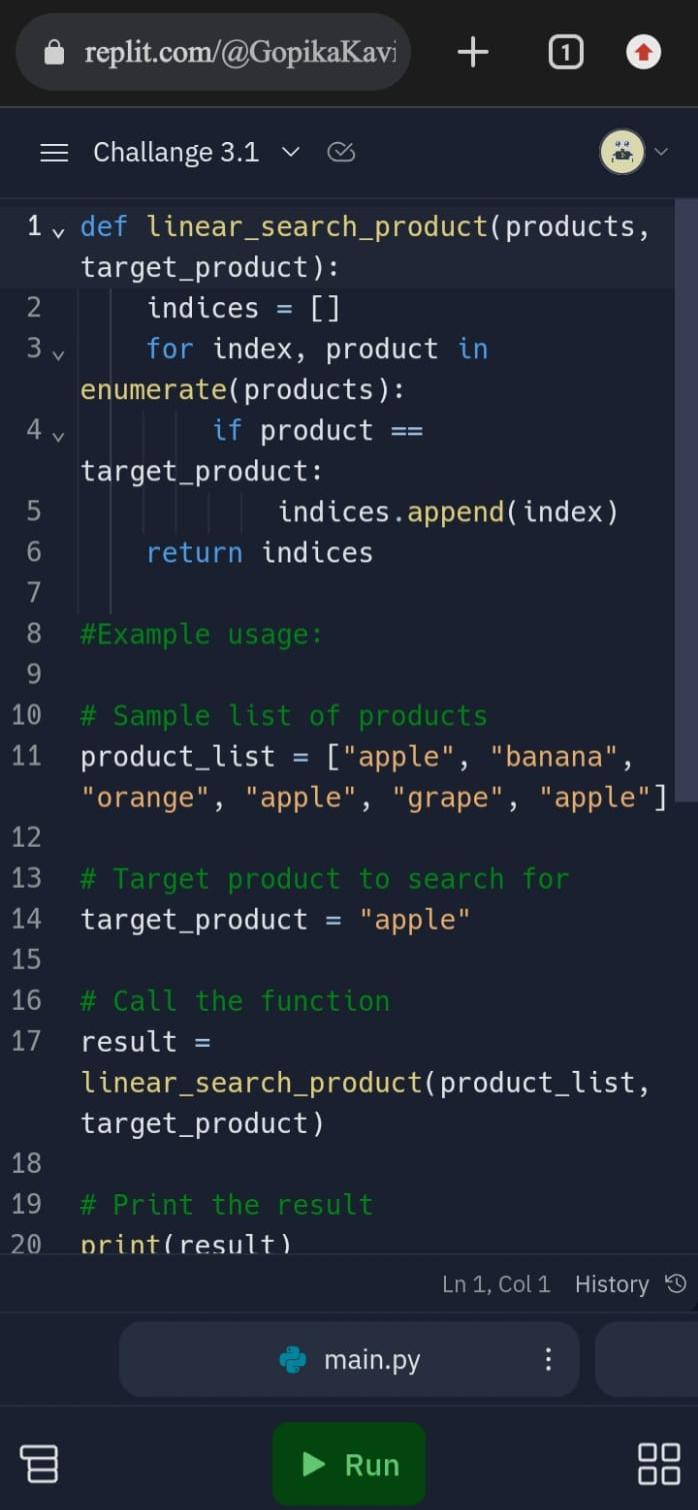 replit.com/@GopikaKavi
1
Challange 3.1
1 def linear_search_product(products,
target_product):
2 indices = []
3 for index, product in
enumerate(products):
4 if product ==
target_product:
5 indices.append(index)
6 return indices
7
8 #Example usage:
9
10 # Sample list of products
11 product_list = ["apple", "banana",
"orange", "apple", "grape", "apple"]
12
13 # Target product to search for
14 target_product = "apple"
15
16 # Call the function
17 result =
linear_search_product(product_list,
target_product)
18
19 # Print the result
20 print(result)
Ln 1, Col 1 History
main.py
Run